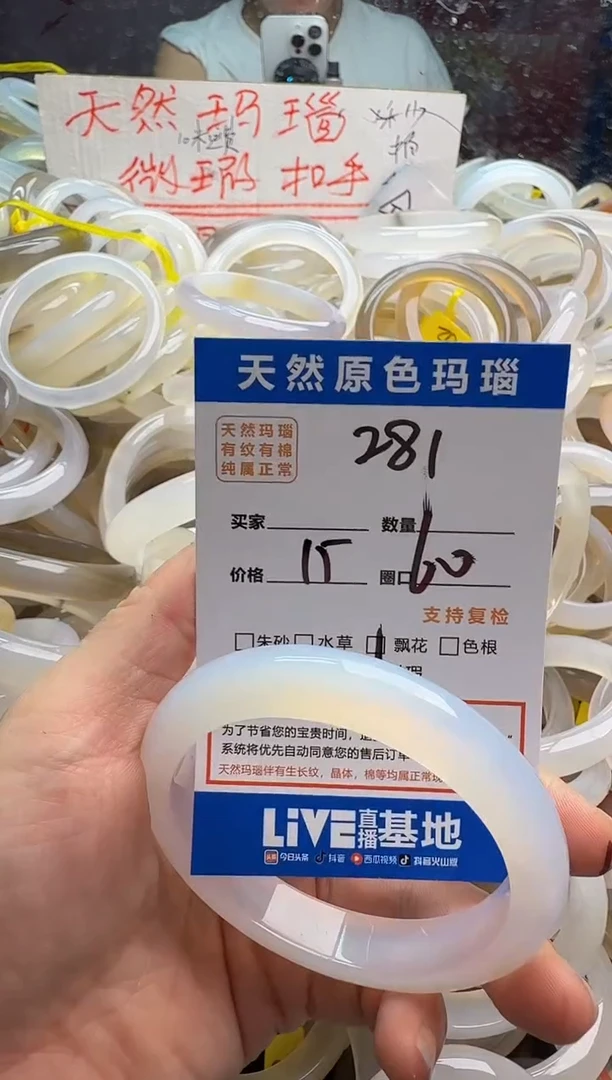 天然玛瑙
微瑕扣手
天然原色玛瑙
天然玛瑙
有纹有棉
纯属正常
281
买家 数量
价格 15 圈口 60
支持复检
朱砂 水草 飘花 色根
为了节省您的宝贵时间，
系统将优先自动同意您的售后订单
天然玛瑙伴有生长纹，晶体，棉等均属正常现
LiVE直播基地
头条 今日头条 抖音 西瓜视频 抖音火山版